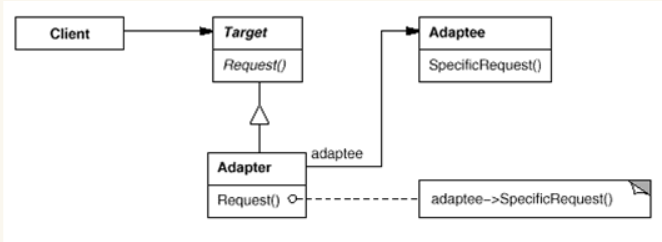 Client
Target
Request()
Adaptee
SpecificRequest()
adaptee
Adapter
Request()
adaptee->SpecificRequest()